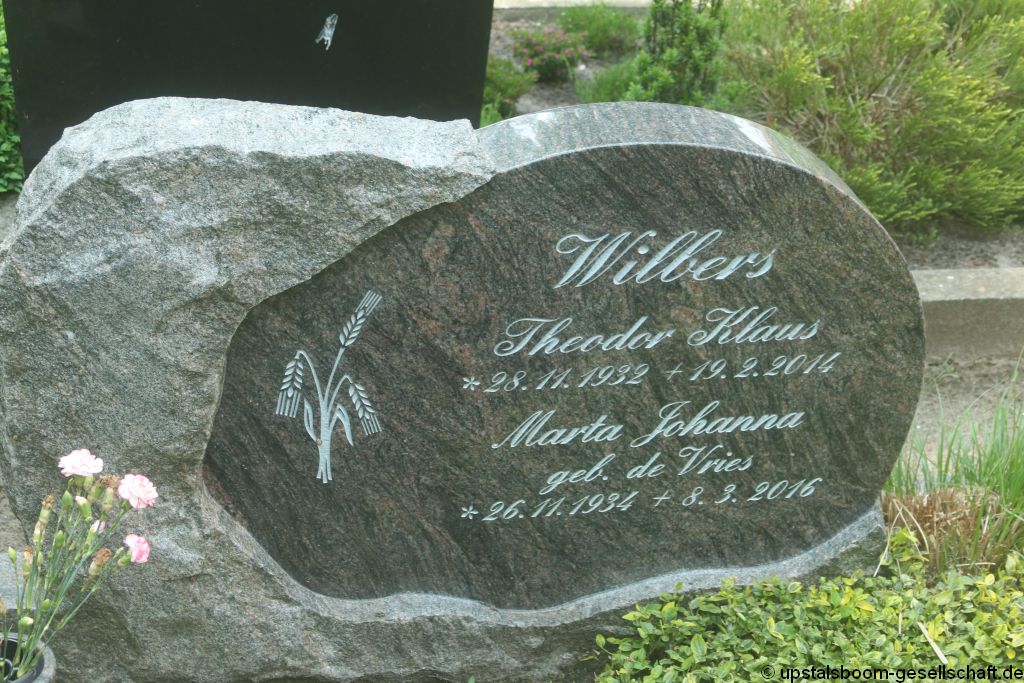 Wilbers
Theodor Klaus
* 28. 11. 1932 + 19. 2. 2014
Marta Johanna
geb. de Vries
* 26. 11. 1934 + 8. 3. 2016
© upstalsboom-gesellschaft.de